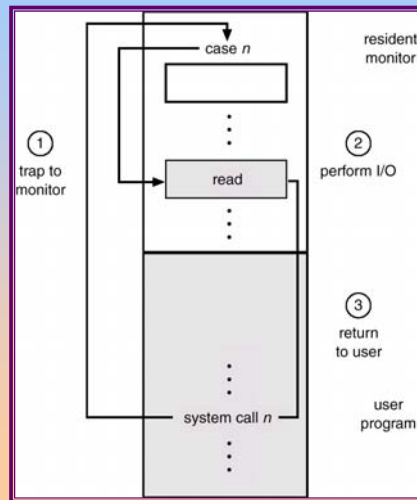 case n
resident
monitor
1
trap to
monitor
2
perform I/O
read
3
return
to user
system call n
user
program